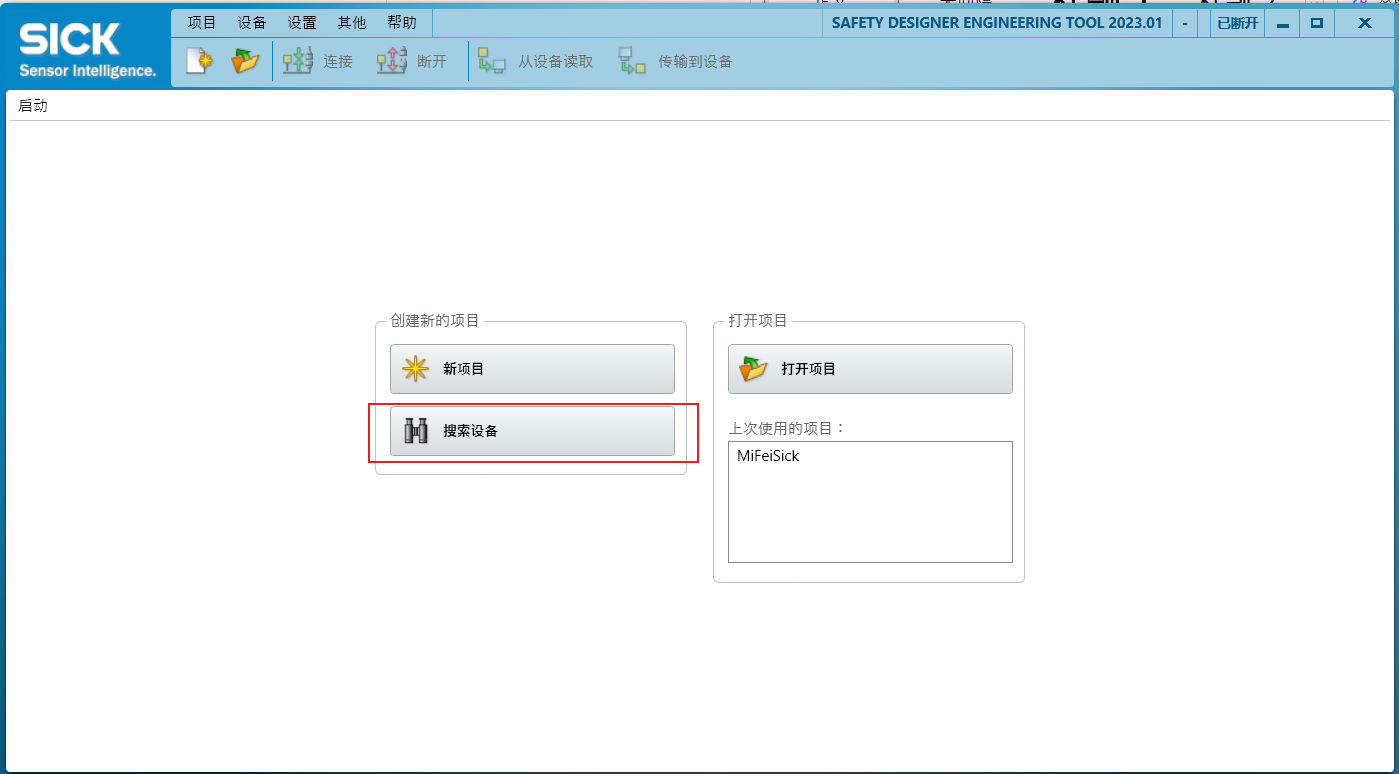 SICK
Sensor Intelligence.
项目 设备 设置 其他 帮助
SAFETY DESIGNER ENGINEERING TOOL 2023.01 - 已断开
连接 断开 从设备读取 传输到设备
启动
创建新的项目
新项目
搜索设备
打开项目
打开项目
上次使用的项目：
MiFeiSick